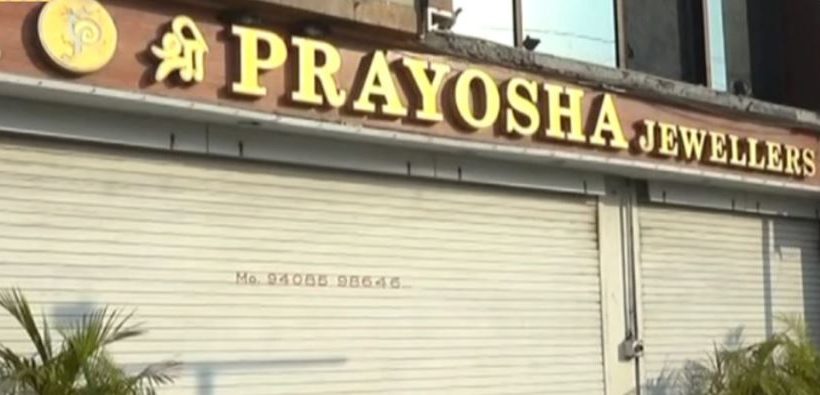 श्री PRAYOSHA JEWELLERS
Mo. 94085 98646